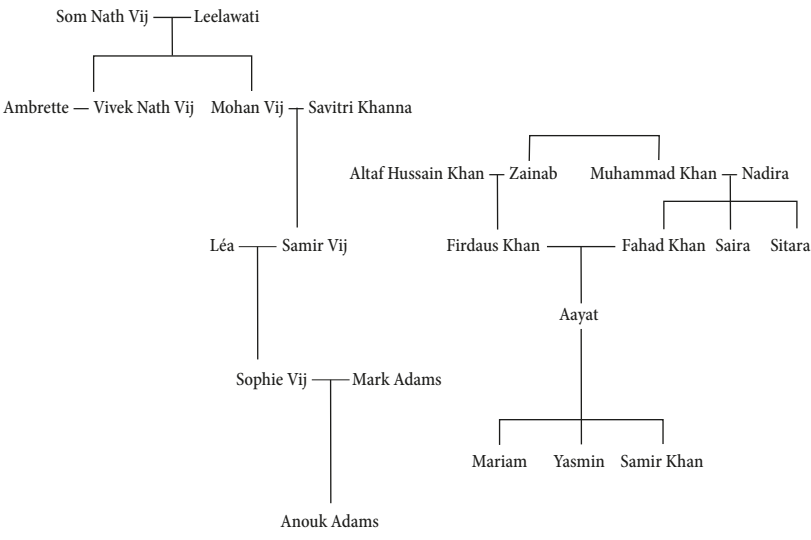 Som Nath Vij Leelawati
Ambrette Vivek Nath Vij Mohan Vij Savitri Khanna
Altaf Hussain Khan Zainab Muhammad Khan Nadira
Léa Samir Vij Firdaus Khan Fahad Khan Saira Sitara
Aayat
Sophie Vij Mark Adams
Mariam Yasmin Samir Khan
Anouk Adams